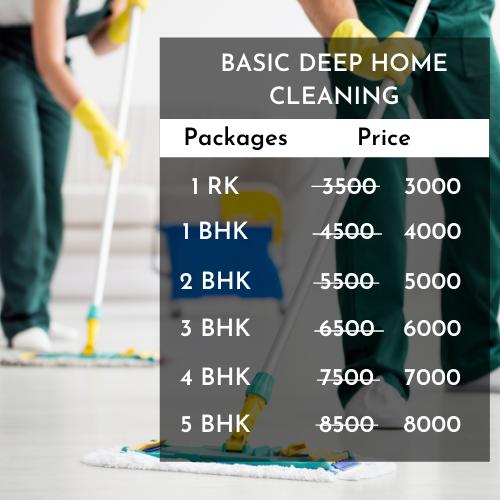 BASIC DEEP HOME
CLEANING
Packages Price
1 RK 3500 3000
1 BHK 4500 4000
2 BHK 5500 5000
3 BHK 6500 6000
4 BHK 7500 7000
5 BHK 8500 8000